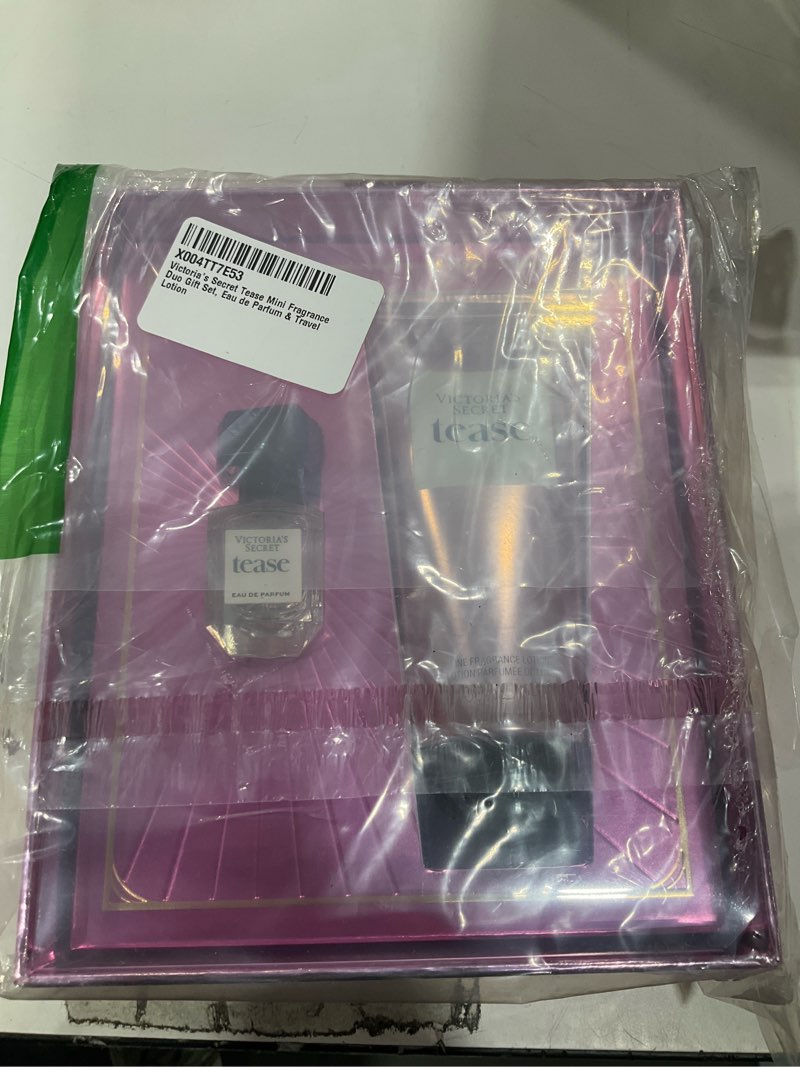 X004TT7E53
Victoria's Secret Tease Mini Fragrance
Duo Gift Set, Eau de Parfum & Travel
Lotion
VICTORIA'S
SECRET
tease
VICTORIA'S
SECRET
tease
EAU DE PARFUM
FRAGRANCE